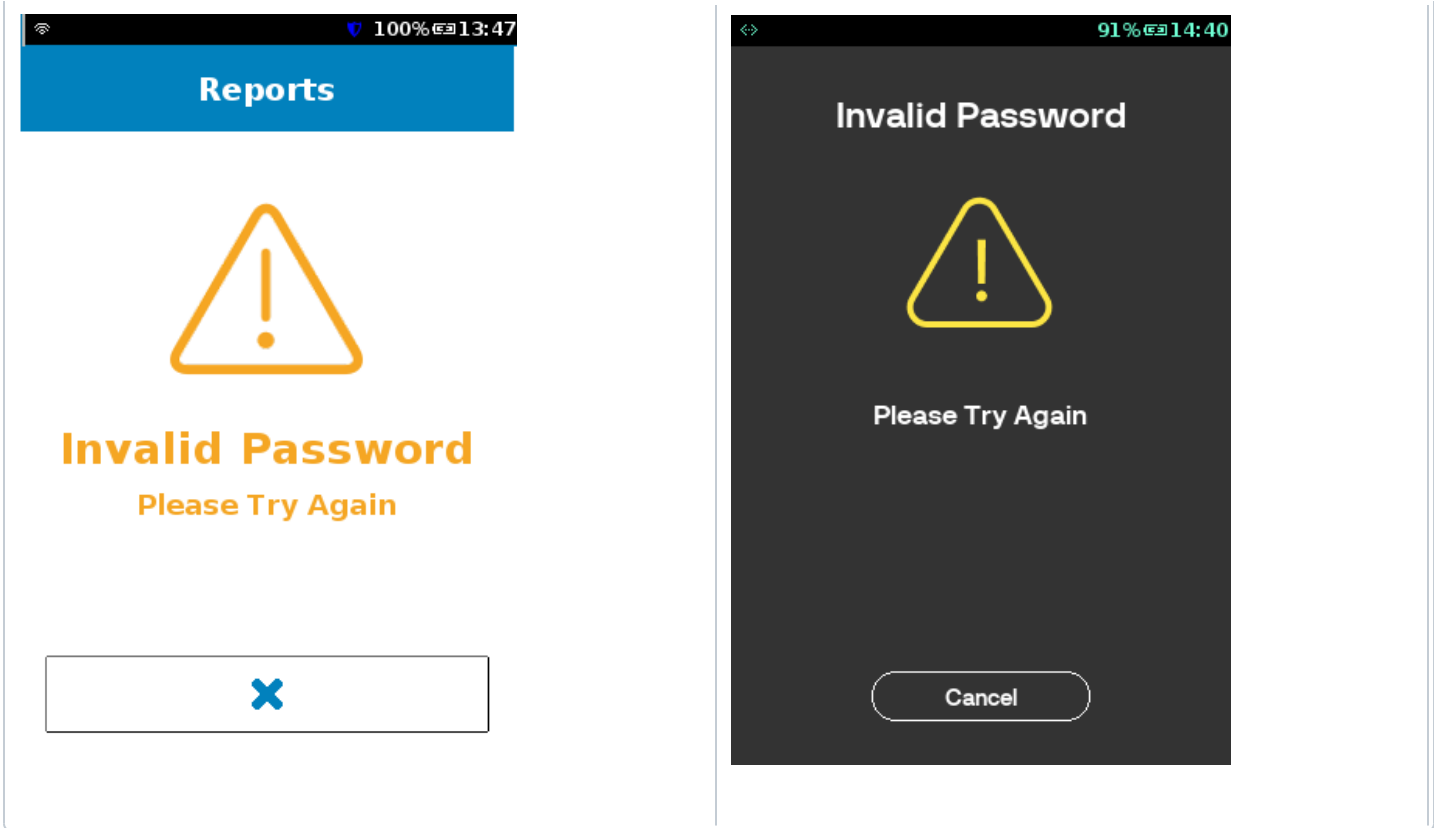 100% 13:47
Reports
Invalid Password
Please Try Again
91% 14:40
Invalid Password
Please Try Again
Cancel